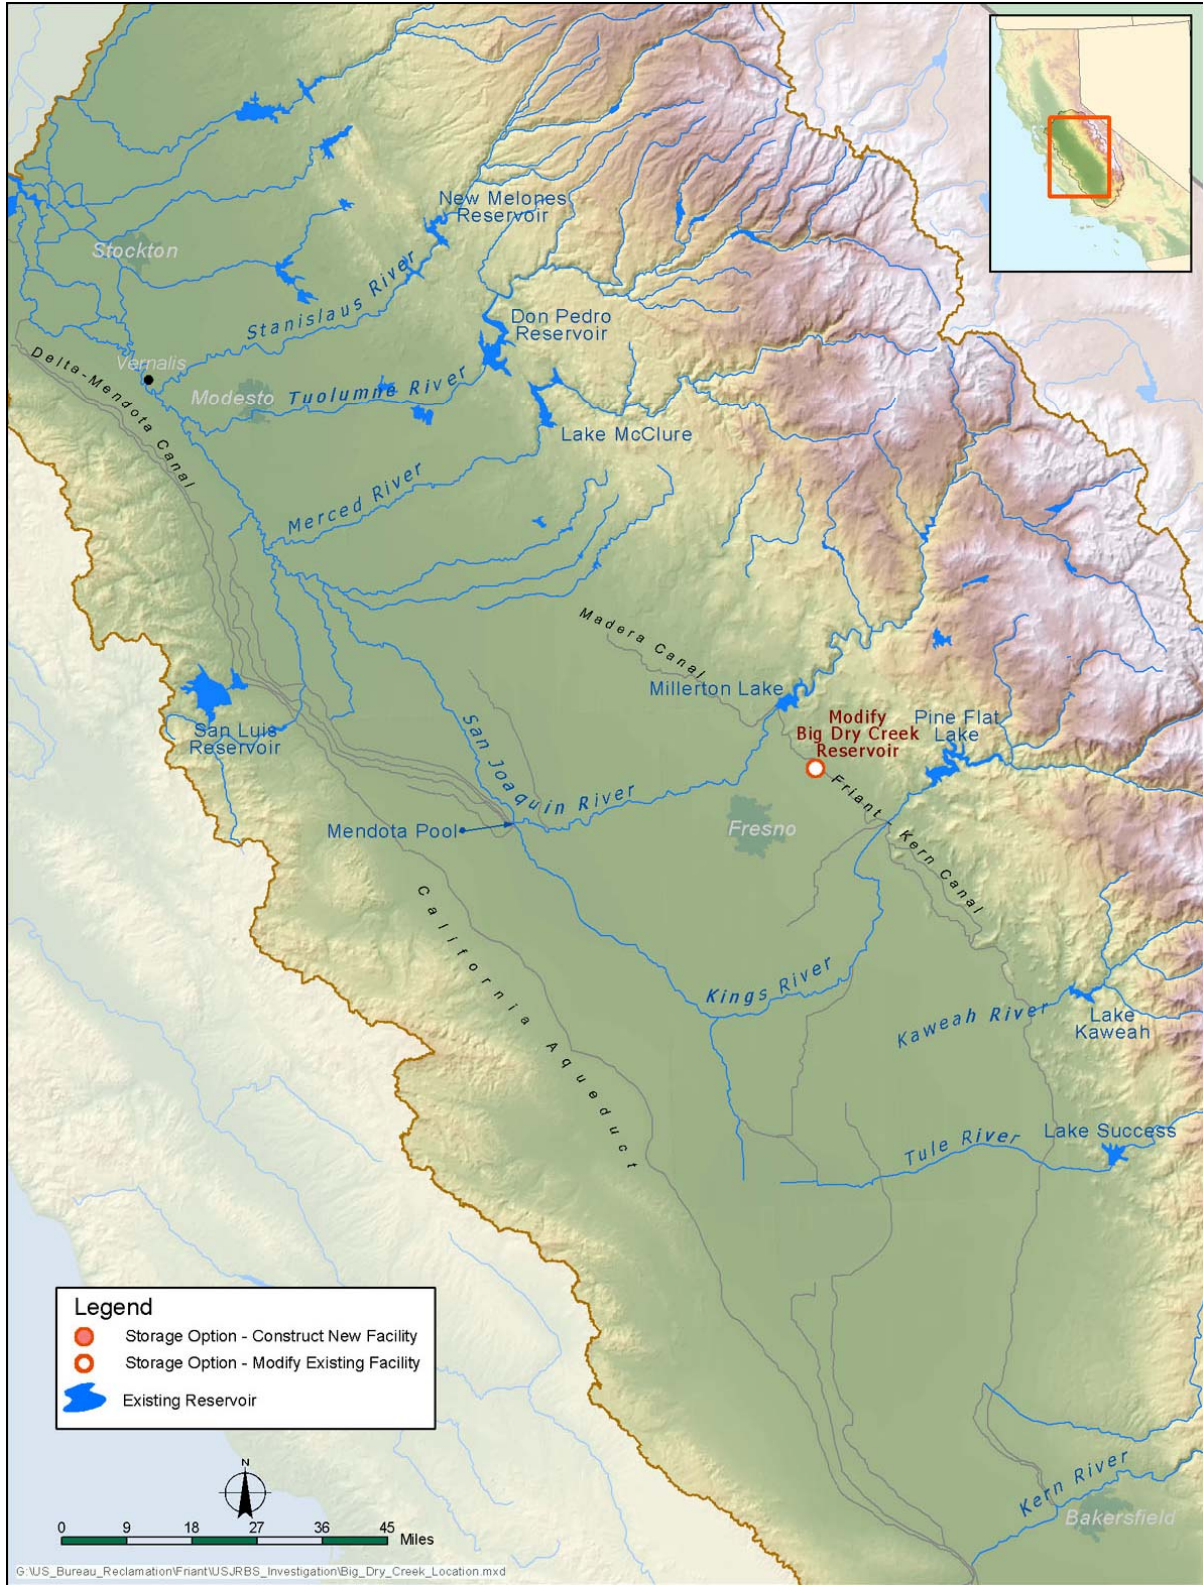 New Melones
Reservoir
Stockton
Stanislaus River
Don Pedro
Reservoir
Vernalis
Delta-Mendota Canal
Modesto
Tuolumne River
Lake McClure
Merced River
Madera Canal
Millerton Lake
San Luis
Reservoir
San Joaquin River
Modify
Big Dry Creek
Reservoir
Pine Flat
Lake
Mendota Pool
Fresno
Friant - Kern Canal
California Aqueduct
Kings River
Kaweah River
Lake
Kaweah
Tule River
Lake Success
Legend
Storage Option - Construct New Facility
Storage Option - Modify Existing Facility
Existing Reservoir
N
0 9 18 27 36 45
Miles
Kern River
Bakersfield
G:\US_Bureau_Reclamation\Friant\USJRBS_Investigation\Big_Dry_Creek_Location.mxd